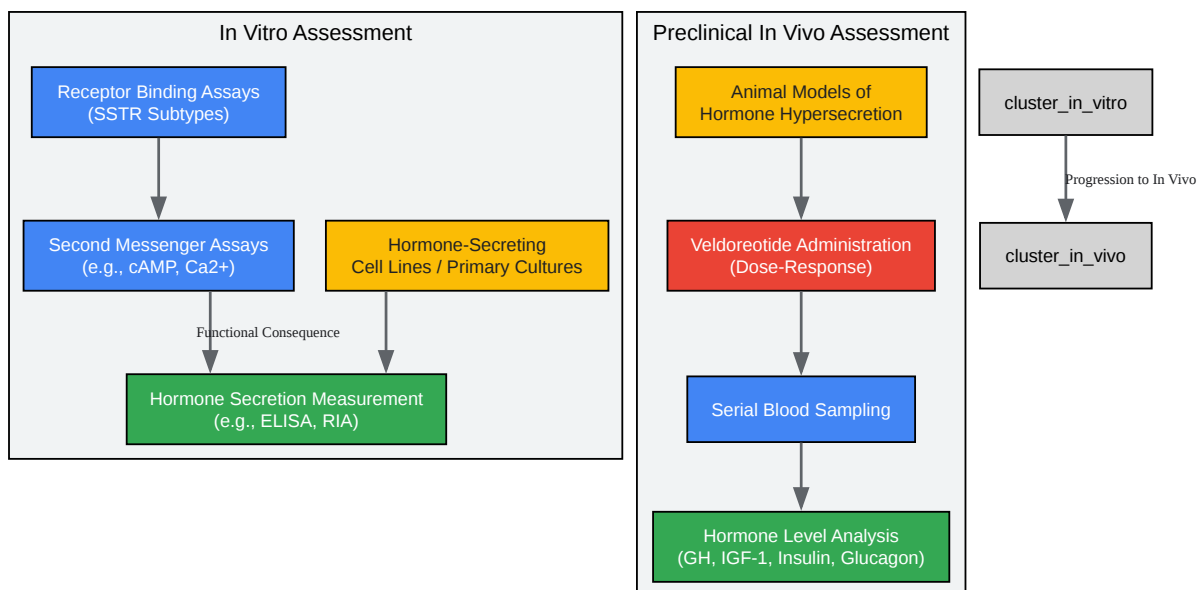 In Vitro Assessment
Receptor Binding Assays
(SSTR Subtypes)
Second Messenger Assays
(e.g., cAMP, Ca2+)
Hormone-Secreting
Cell Lines / Primary Cultures
Functional Consequence
Hormone Secretion Measurement
(e.g., ELISA, RIA)
Preclinical In Vivo Assessment
Animal Models of
Hormone Hypersecretion
Veldoreotide Administration
(Dose-Response)
Serial Blood Sampling
Hormone Level Analysis
(GH, IGF-1, Insulin, Glucagon)
cluster_in_vitro
Progression to In Vivo
cluster_in_vivo